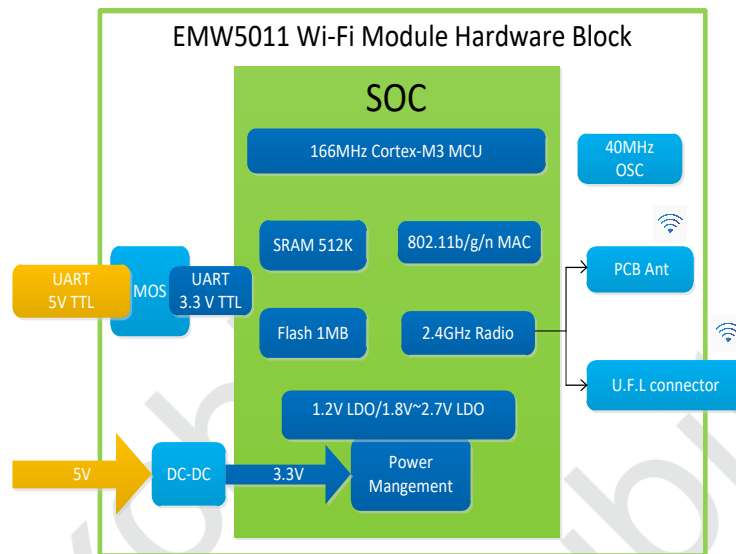 EMW5011 Wi-Fi Module Hardware Block
SOC
166MHz Cortex-M3 MCU
40MHz
OSC
SRAM 512K
802.11b/g/n MAC
PCB Ant
UART
5V TTL
MOS
UART
3.3 V TTL
Flash 1MB
2.4GHz Radio
U.F.L connector
1.2V LDO/1.8V~2.7V LDO
5V
DC-DC
3.3V
Power
Mangement